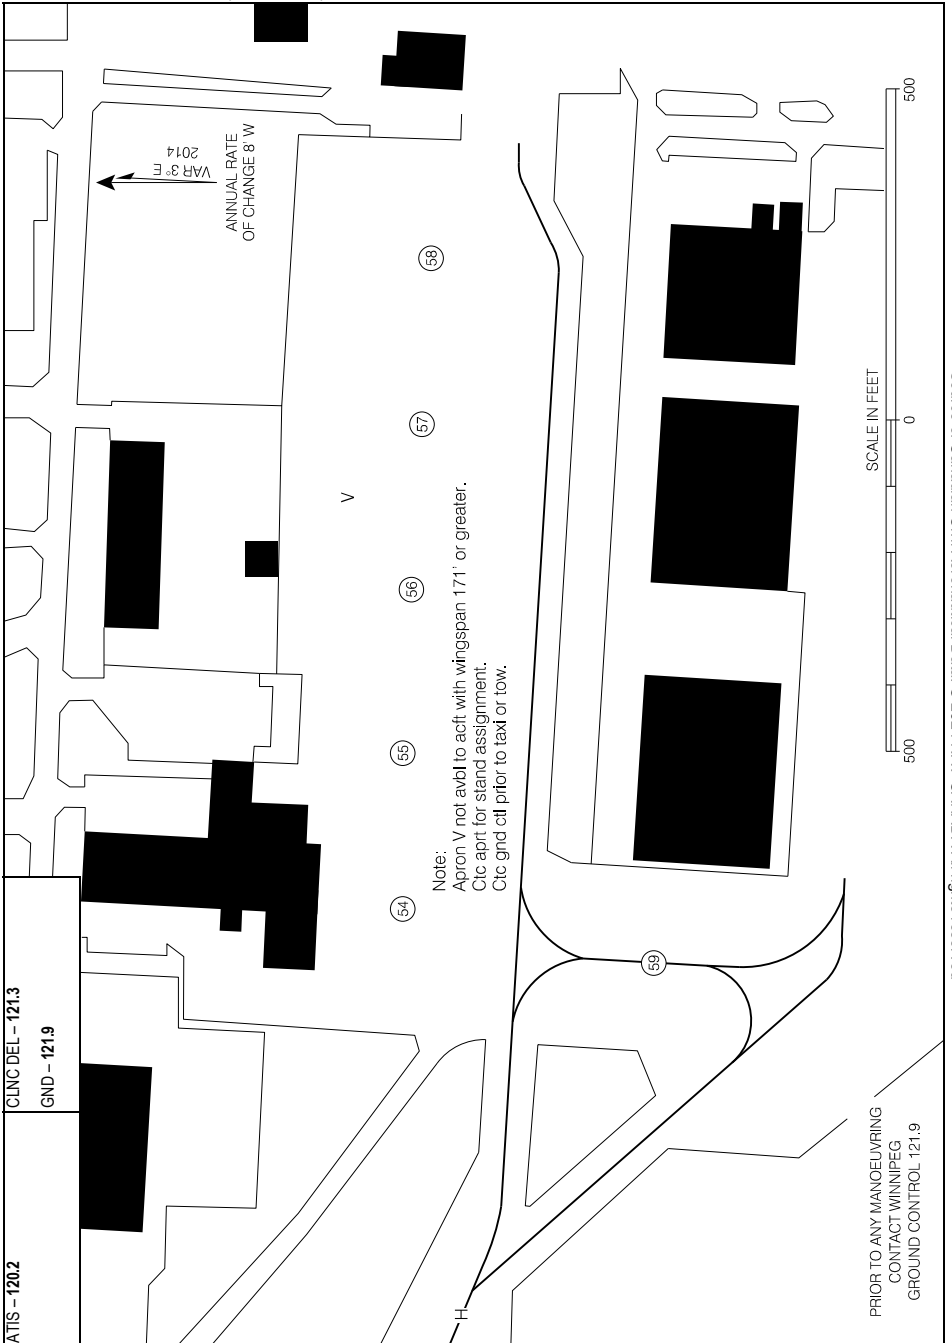 ATIS – 120.2
CLNC DEL – 121.3
GND – 121.9
VAR 3° E
2014
ANNUAL RATE
OF CHANGE 8' W
58
57
V
56
55
54
59
Note:
Apron V not avbl to acft with wingspan 171' or greater.
Ctc aprt for stand assignment.
Ctc gnd ctl prior to taxi or tow.
H
SCALE IN FEET
500
0
500
PRIOR TO ANY MANOEUVRING
CONTACT WINNIPEG
GROUND CONTROL 121.9